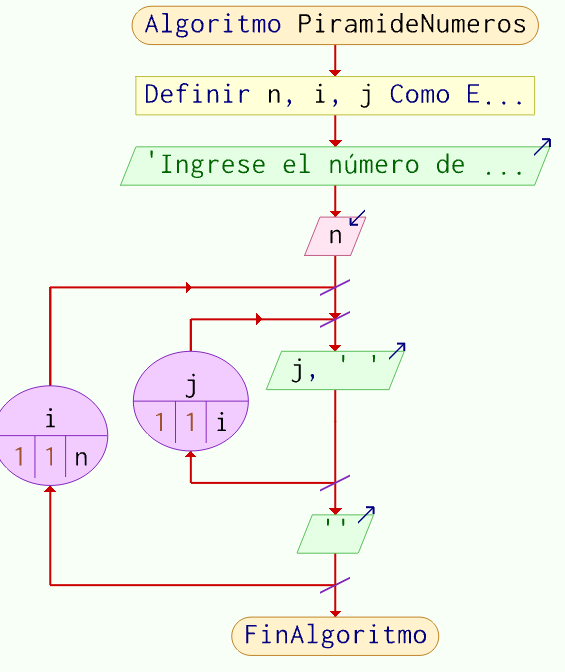 Algoritmo PiramideNumeros
Definir n, i, j Como E...
'Ingrese el número de ...
n
j, ' '
j
1 1 i
i
1 1 n
''
FinAlgoritmo